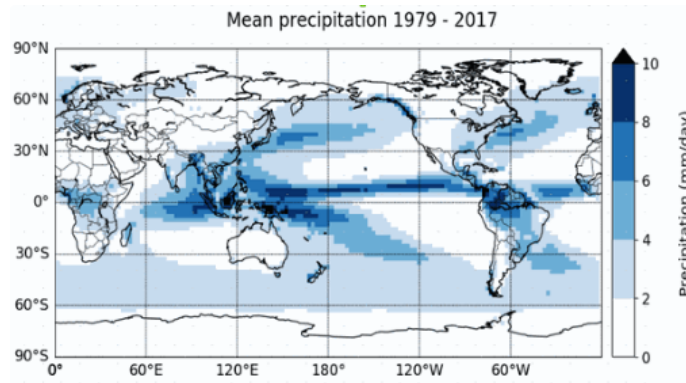 Mean precipitation 1979 - 2017
90°N
60°N
30°N
0°
30°S
60°S
90°S
0°
60°E
120°E
180°
120°W
60°W
10
8
6
4
2
0
Precipitation (mm/day)